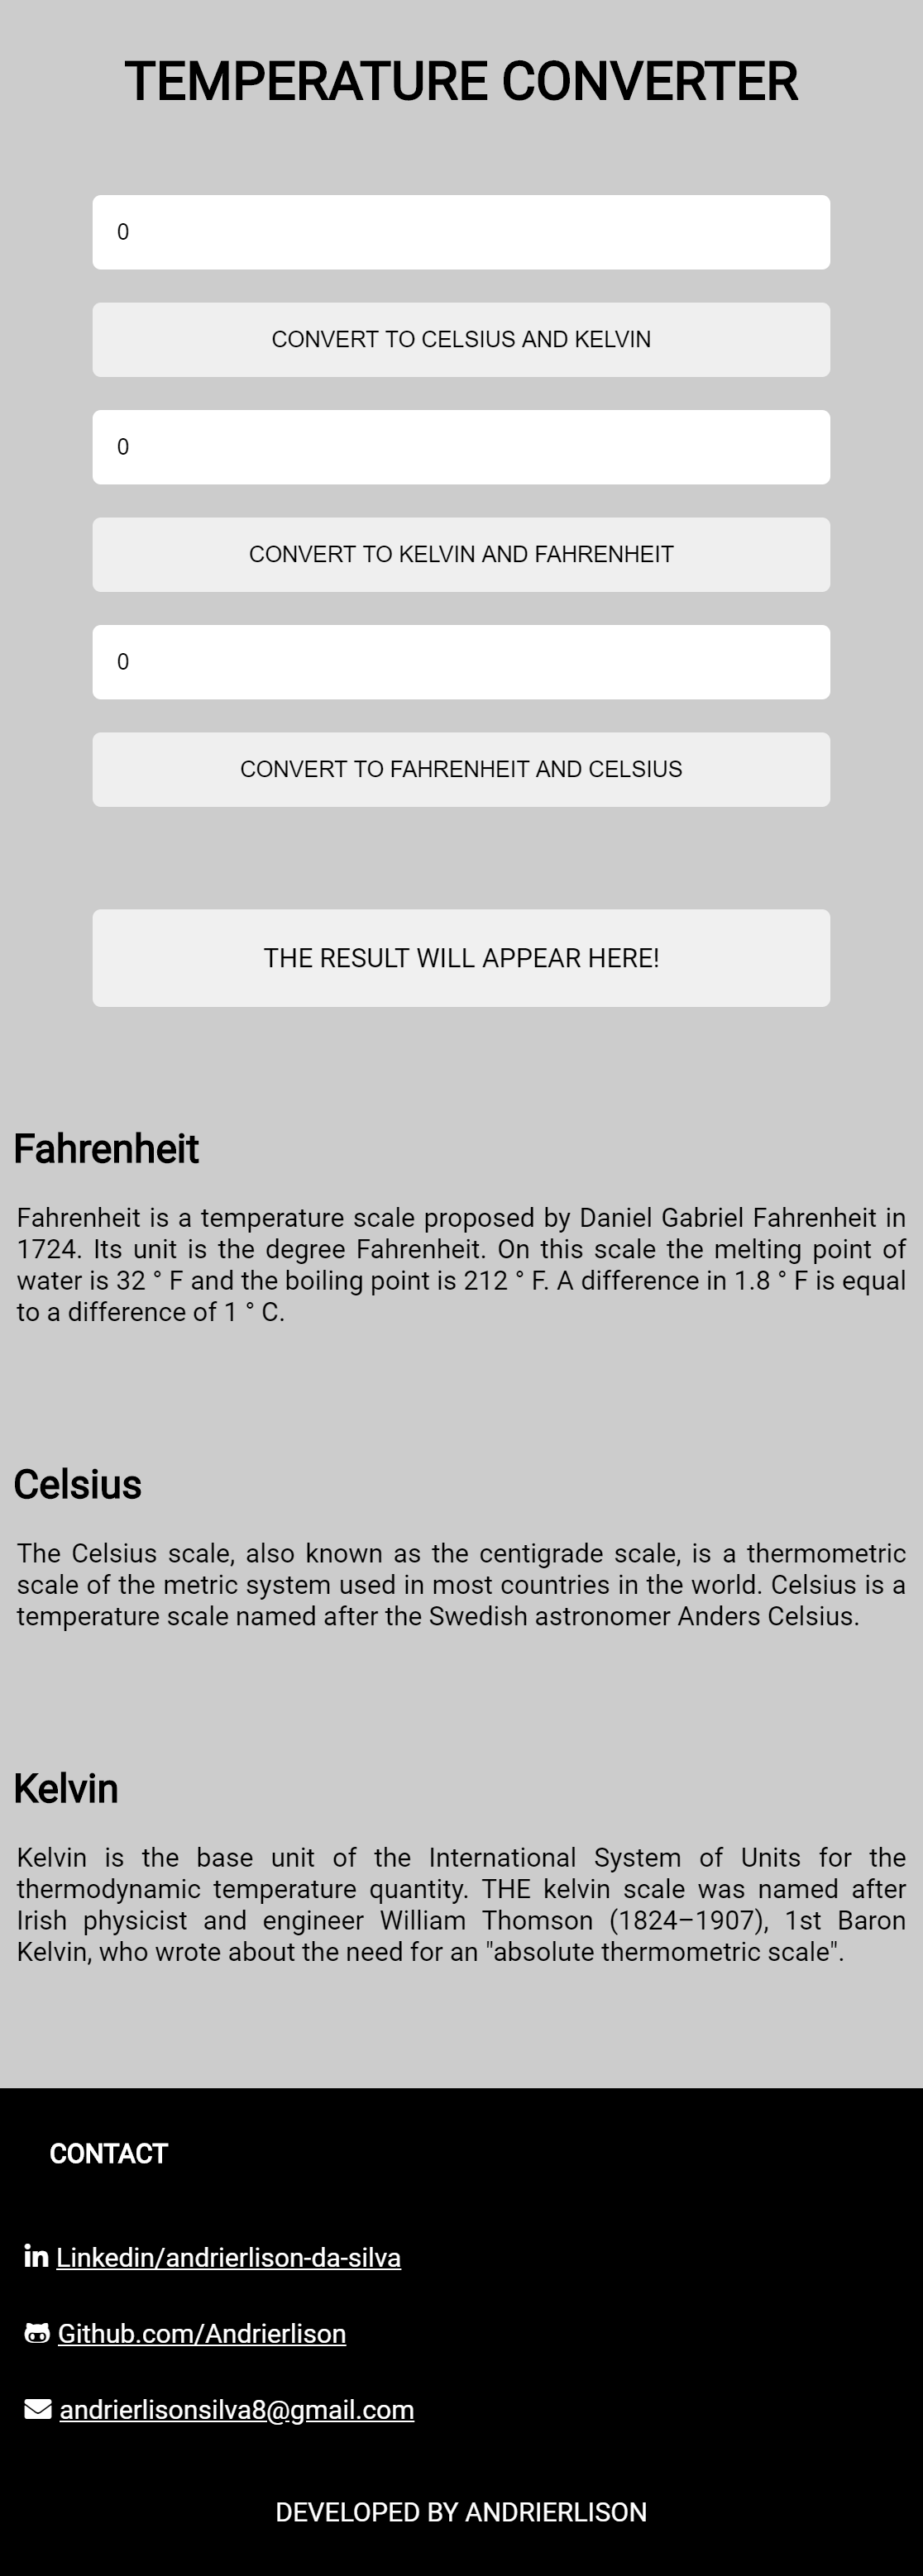 TEMPERATURE CONVERTER
0
CONVERT TO CELSIUS AND KELVIN
0
CONVERT TO KELVIN AND FAHRENHEIT
0
CONVERT TO FAHRENHEIT AND CELSIUS
THE RESULT WILL APPEAR HERE!
Fahrenheit
Fahrenheit is a temperature scale proposed by Daniel Gabriel Fahrenheit in
1724. Its unit is the degree Fahrenheit. On this scale the melting point of
water is 32 ° F and the boiling point is 212 ° F. A difference in 1.8 ° F is equal
to a difference of 1 ° C.
Celsius
The Celsius scale, also known as the centigrade scale, is a thermometric
scale of the metric system used in most countries in the world. Celsius is a
temperature scale named after the Swedish astronomer Anders Celsius.
Kelvin
Kelvin is the base unit of the International System of Units for the
thermodynamic temperature quantity. THE kelvin scale was named after
Irish physicist and engineer William Thomson (1824–1907), 1st Baron
Kelvin, who wrote about the need for an "absolute thermometric scale".
CONTACT
Linkedin/andrierlison-da-silva
Github.com/Andrierlison
andrierlisonsilva8@gmail.com
DEVELOPED BY ANDRIERLISON